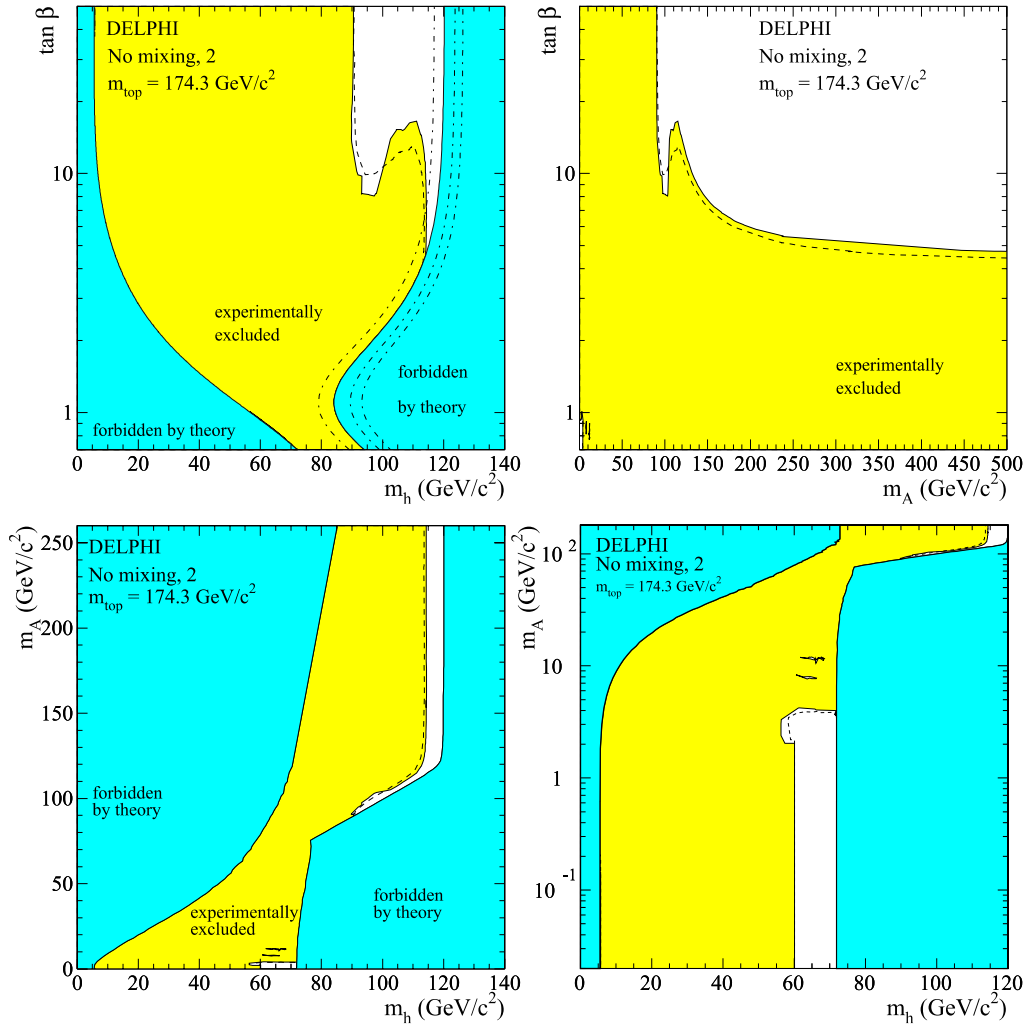 tan β
10
1
DELPHI
No mixing, 2
m_top = 174.3 GeV/c²
experimentally
excluded
forbidden
by theory
forbidden by theory
0 20 40 60 80 100 120 140
m_h (GeV/c²)
tan β
10
1
DELPHI
No mixing, 2
m_top = 174.3 GeV/c²
experimentally
excluded
0 50 100 150 200 250 300 350 400 450 500
m_A (GeV/c²)
m_A (GeV/c²)
250
200
150
100
50
0
DELPHI
No mixing, 2
m_top = 174.3 GeV/c²
forbidden
by theory
experimentally
excluded
forbidden
by theory
0 20 40 60 80 100 120 140
m_h (GeV/c²)
m_A (GeV/c²)
10²
10
1
10⁻¹
DELPHI
No mixing, 2
m_top = 174.3 GeV/c²
0 20 40 60 80 100 120
m_h (GeV/c²)